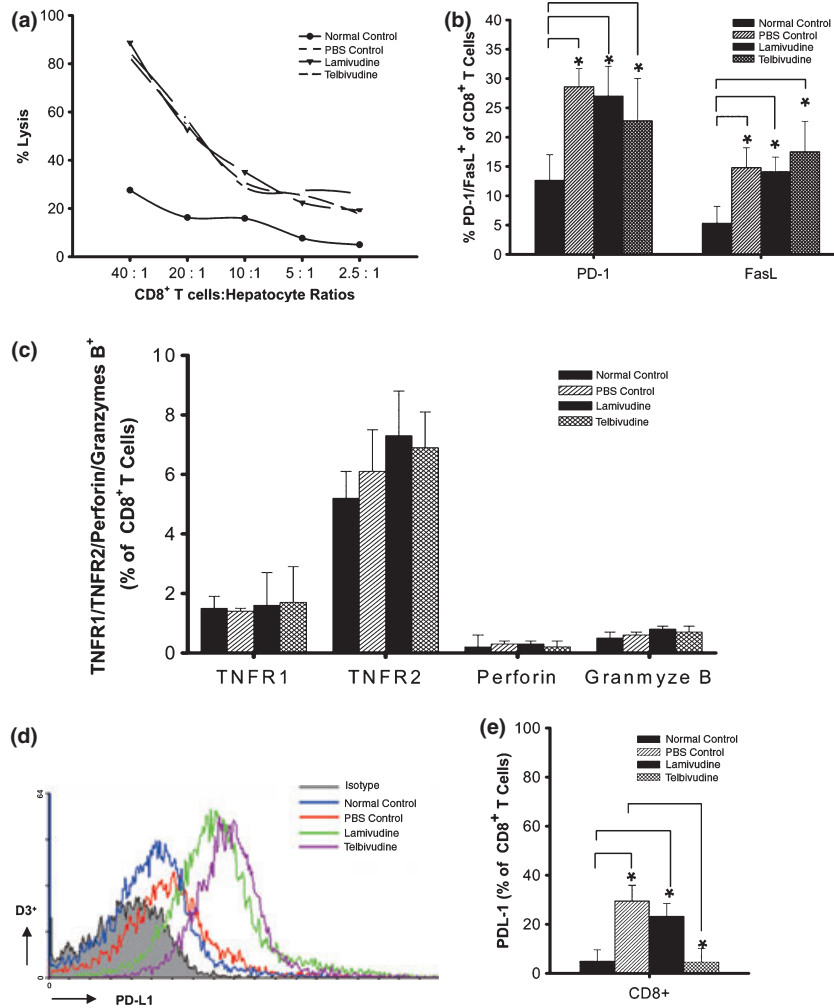 (a)
% Lysis
100
80
60
40
20
0
40 : 1
20 : 1
10 :1
5 : 1
2.5 : 1
CD8+ T cells:Hepatocyte Ratios
Normal Control
PBS Control
Lamivudine
Telbivudine
(b)
% PD-1/FasL+ of CD8+ T Cells
40
35
30
25
20
15
10
5
0
Normal Control
PBS Control
Lamivudine
Telbivudine
* * *
* * *
PD-1
FasL
(c)
TNFR1/TNFR2/Perforin/Granzymes B+
(% of CD8+ T Cells)
10
8
6
4
2
0
Normal Control
PBS Control
Lamivudine
Telbivudine
TNFR1
TNFR2
Perforin
Granmyze B
(d)
64
D3+
0
PD-L1
Isotype
Normal Control
PBS Control
Lamivudine
Telbivudine
(e)
PDL-1 (% of CD8+ T Cells)
100
80
60
40
20
0
Normal Control
PBS Control
Lamivudine
Telbivudine
* * *
CD8+